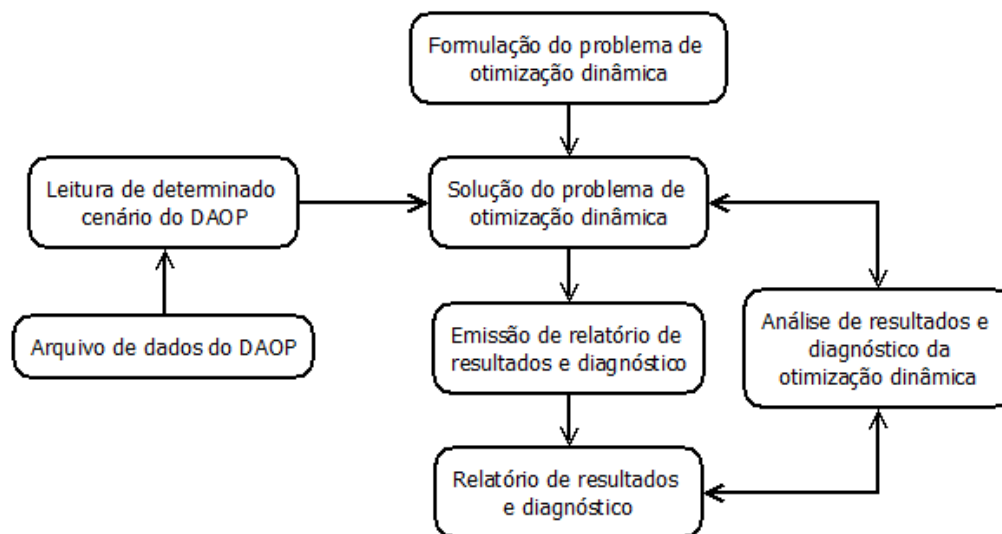 Formulação do problema de
otimização dinâmica
Leitura de determinado
cenário do DAOP
Solução do problema de
otimização dinâmica
Arquivo de dados do DAOP
Emissão de relatório de
resultados e diagnóstico
Análise de resultados e
diagnóstico da
otimização dinâmica
Relatório de resultados
e diagnóstico